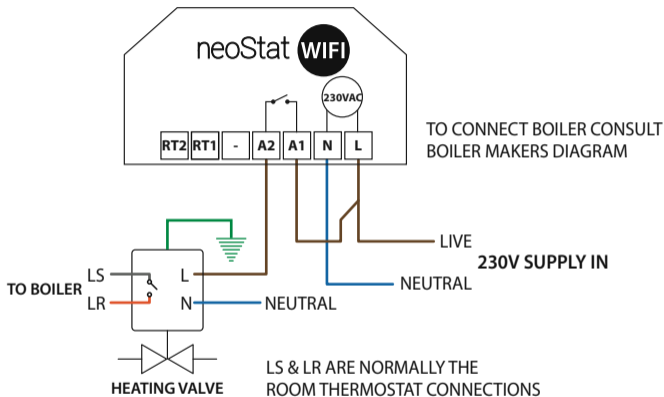 neoStat WIFI
230VAC
RT2 RT1 - A2 A1 N L
TO CONNECT BOILER CONSULT
BOILER MAKERS DIAGRAM
LIVE
230V SUPPLY IN
NEUTRAL
TO BOILER
LS
LR
L
N
NEUTRAL
HEATING VALVE
LS & LR ARE NORMALLY THE
ROOM THERMOSTAT CONNECTIONS